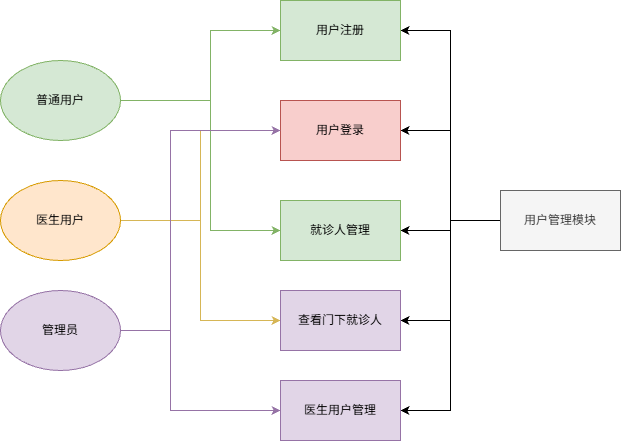 用户注册
普通用户
用户登录
医生用户
就诊人管理
用户管理模块
管理员
查看门下就诊人
医生用户管理